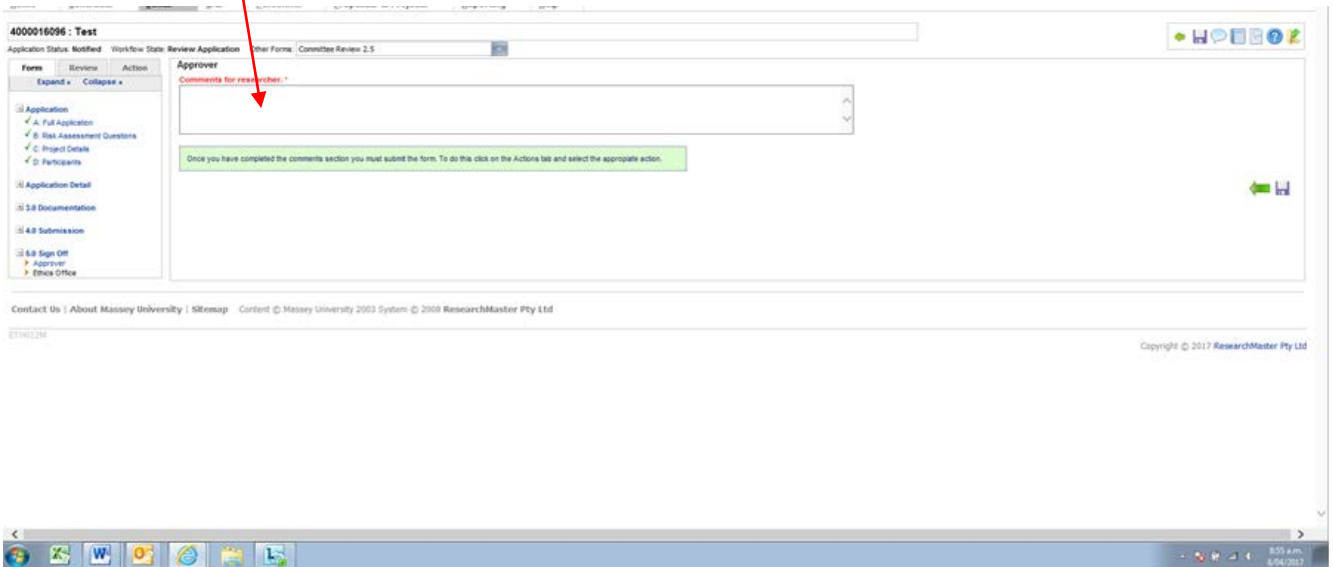 4000016096 : Test
Application Status: Notified Workflow State: Review Application Other Forms: Committee Review 2.5
Form Review Action
Expand Collapse
Approver
Comments for researcher. *
Application
A: Full Application
B: Risk Assessment Questions
C: Project Details
D: Participants
Once you have completed the comments section you must submit the form. To do this click on the Actions tab and select the appropiate action.
Application Detail
3.0 Documentation
4.0 Submission
Sign Off
Approver
Ethics Office
Contact Us | About Massey University | Sitemap Content © Massey University 2003 System © 2008 ResearchMaster Pty Ltd
Copyright © 2017 ResearchMaster Pty Ltd
8:55 a.m.
6/04/2017